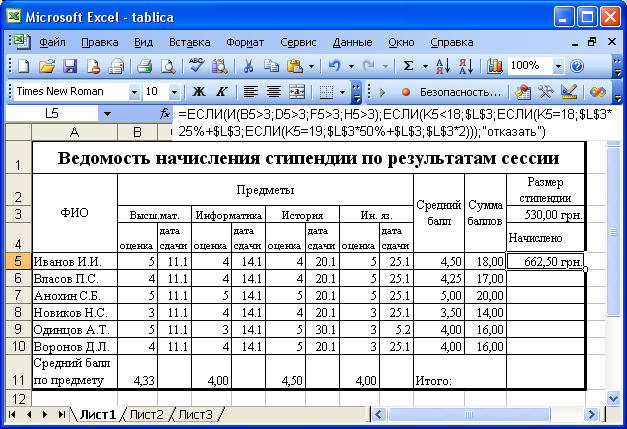 Microsoft Excel - tablica
Файл Правка Вид Вставка Формат Сервис Данные Окно Справка
100%
Times New Roman 10 Ж Безопасность...
L5 fx =ЕСЛИ(И(B5>3;D5>3;F5>3;H5>3);ЕСЛИ(K5<18;$L$3;ЕСЛИ(K5=18;$L$3*
25%+$L$3;ЕСЛИ(K5=19;$L$3*50%+$L$3;$L$3*2)));"отказать")
A B
1 Ведомость начисления стипендии по результатам сессии
2 ФИО Предметы Средний балл Сумма баллов Размер стипендии
3 Высш.мат. Информатика История Ин. яз. 530,00 грн.
4 оценка дата сдачи оценка дата сдачи оценка дата сдачи оценка дата сдачи Начислено
5 Иванов И.И. 5 11.1 4 14.1 4 20.1 5 25.1 4,50 18,00 662,50 грн.
6 Власов П.С. 4 11.1 4 14.1 4 20.1 5 25.1 4,25 17,00
7 Анохин С.Б. 5 11.1 5 14.1 5 20.1 5 25.1 5,00 20,00
8 Новиков Н.С. 3 11.1 4 14.1 4 20.1 3 25.1 3,50 14,00
9 Одинцов А.Т. 5 11.1 3 14.1 5 30.1 3 5.2 4,00 16,00
10 Воронов Д.Л. 4 11.1 4 14.1 5 20.1 3 25.1 4,00 16,00
Средний балл
11 по предмету 4,33 4,00 4,50 4,00 Итого:
12
Лист1 Лист2 Лист3